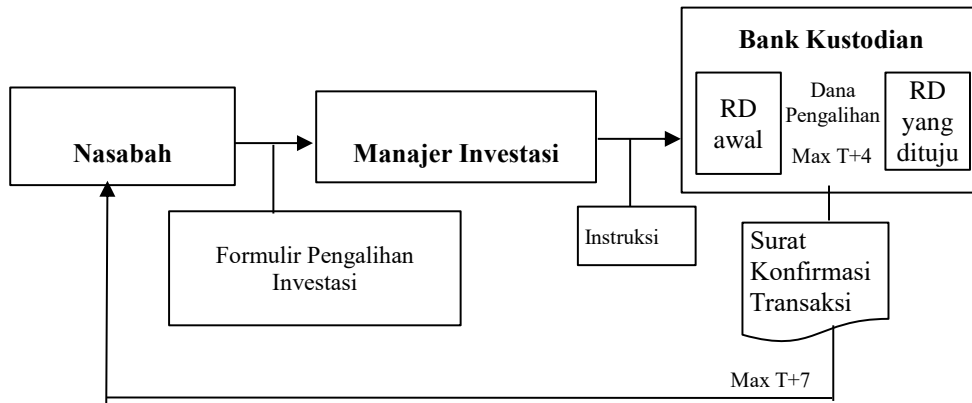 Nasabah
Formulir Pengalihan
Investasi
Manajer Investasi
Instruksi
Bank Kustodian
RD
awal
Dana
Pengalihan
Max T+4
RD
yang
dituju
Surat
Konfirmasi
Transaksi
Max T+7